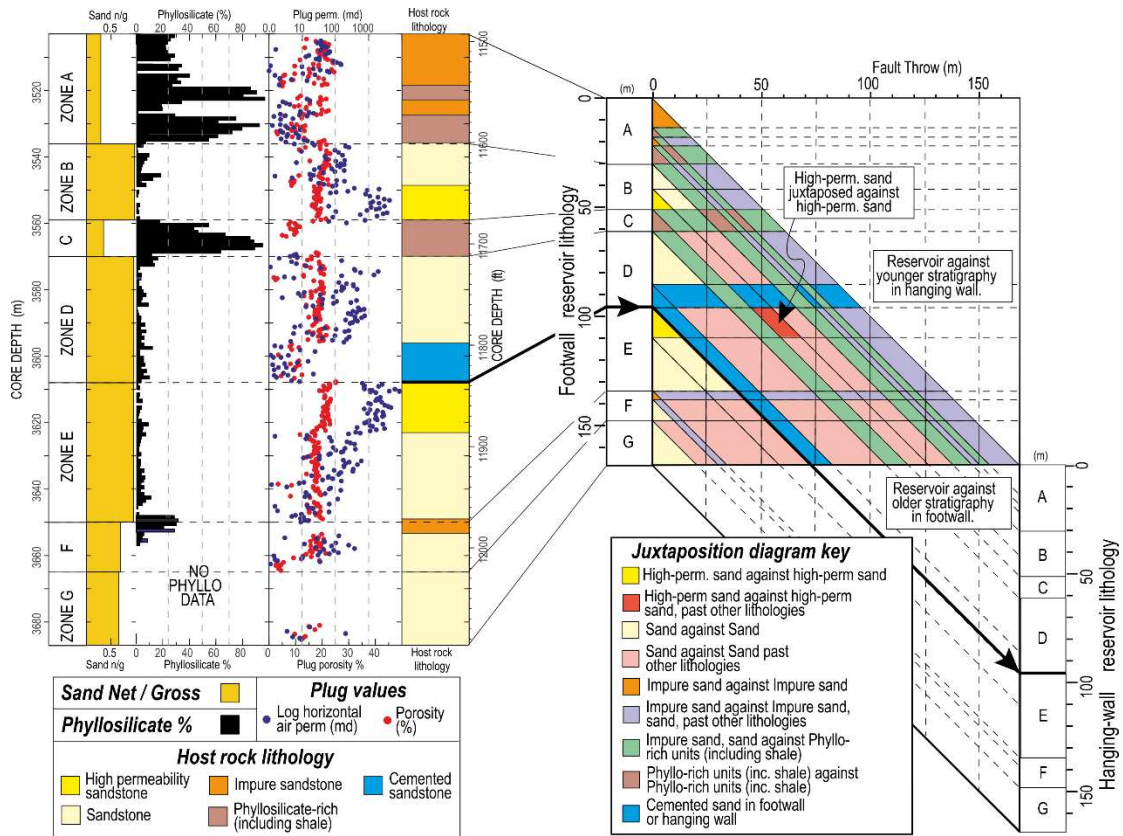 Sand n/g
0.5
Phyllosilicate (%)
0 20 40 60 80
Plug perm. (md)
0.0 10 1000
Host rock
lithology
CORE DEPTH (m)
3520
3540
3560
3580
3600
3620
3640
3660
3680
ZONE A
ZONE B
C
ZONE D
ZONE E
F
ZONE G
NO
PHYLLO
DATA
11500
11600
11700
11800
11900
12000
CORE DEPTH (ft)
0.5
Sand n/g
0 20 40 60 80
Phyllosilicate %
0 10 20 30 40
Plug porosity %
Host rock
lithology
Sand Net / Gross
Phyllosilicate %
Plug values
Log horizontal
air perm (md)
Porosity
(%)
Host rock lithology
High permeability
sandstone
Impure sandstone
Cemented
sandstone
Sandstone
Phyllosilicate-rich
(including shale)
Fault Throw (m)
(m) 0 50 100 150
0
50
100
150
Footwall reservoir lithology
A
B
C
D
E
F
G
High-perm. sand
juxtaposed against
high-perm. sand
Reservoir against
younger stratigraphy
in hanging wall.
Reservoir against
older stratigraphy
in footwall.
(m)
0
50
100
150
A
B
C
D
E
F
G
Hanging-wall reservoir lithology
Juxtaposition diagram key
High-perm. sand against high-perm sand
High-perm sand against high-perm
sand, past other lithologies
Sand against Sand
Sand against Sand past
other lithologies
Impure sand against Impure sand
Impure sand against Impure sand,
sand, past other lithologies
Impure sand, sand against Phyllo-
rich units (including shale)
Phyllo-rich units (inc. shale) against
Phyllo-rich units (inc. shale)
Cemented sand in footwall
or hanging wall